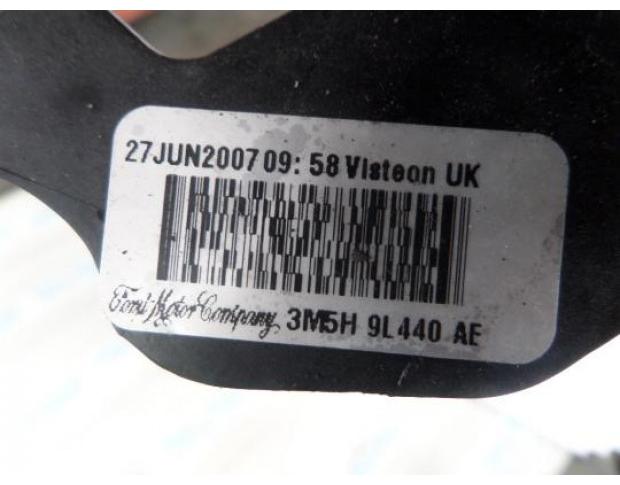 27JUN2007 09:58 Visteon UK
Ford Motor Company 3M5H 9L440 AE